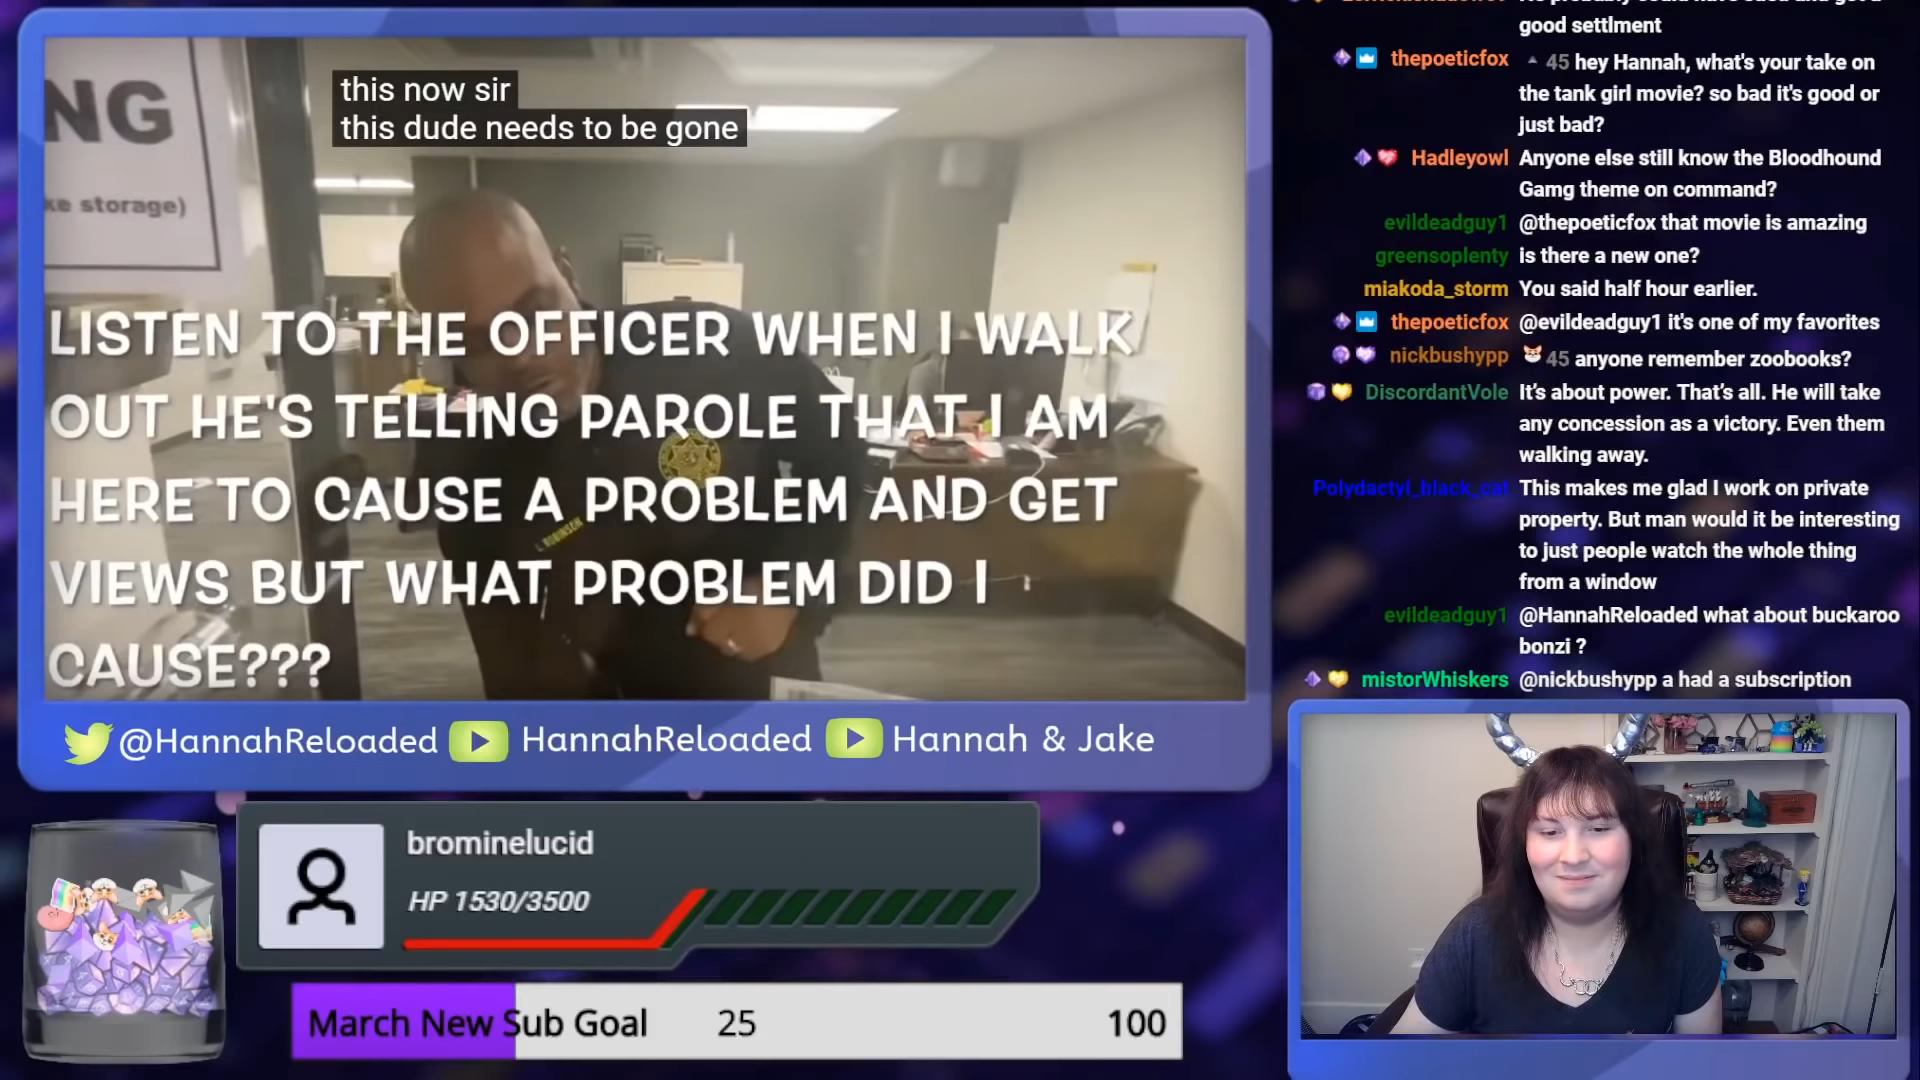 NG
ke storage)
this now sir
this dude needs to be gone
LISTEN TO THE OFFICER WHEN I WALK
OUT HE'S TELLING PAROLE THAT I AM
HERE TO CAUSE A PROBLEM AND GET
VIEWS BUT WHAT PROBLEM DID I
CAUSE???
L. ROBINSON
@HannahReloaded HannahReloaded Hannah & Jake
brominelucid
HP 1530/3500
March New Sub Goal 25 100
good settlment
thepoeticfox 45 hey Hannah, what's your take on
the tank girl movie? so bad it's good or
just bad?
Hadleyowl Anyone else still know the Bloodhound
Gamg theme on command?
evildeadguy1 @thepoeticfox that movie is amazing
greensoplenty is there a new one?
miakoda_storm You said half hour earlier.
thepoeticfox @evildeadguy1 it's one of my favorites
nickbushypp 45 anyone remember zoobooks?
DiscordantVole It's about power. That's all. He will take
any concession as a victory. Even them
walking away.
Polydactyl_black_cat This makes me glad I work on private
property. But man would it be interesting
to just people watch the whole thing
from a window
evildeadguy1 @HannahReloaded what about buckaroo
bonzi ?
mistorWhiskers @nickbushypp a had a subscription